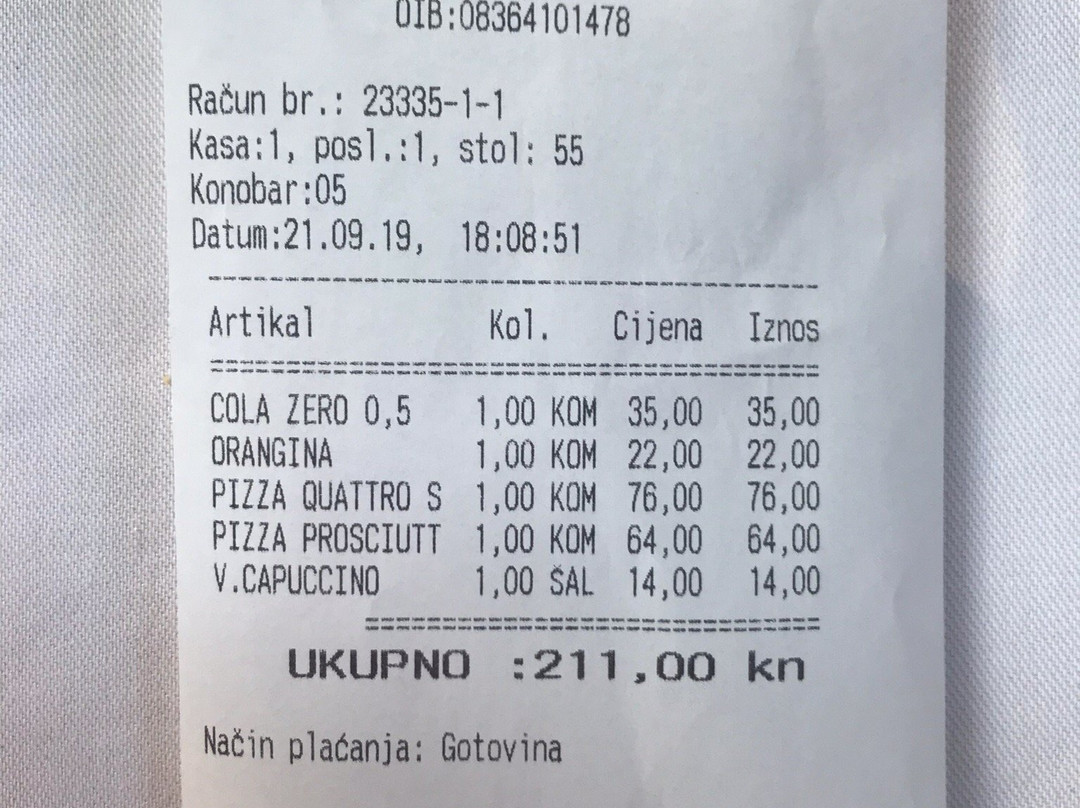 OIB:08364101478
Račun br.: 23335-1-1
Kasa:1, posl.:1, stol: 55
Konobar:05
Datum:21.09.19, 18:08:51
Artikal Kol. Cijena Iznos
COLA ZERO 0,5 1,00 KOM 35,00 35,00
ORANGINA 1,00 KOM 22,00 22,00
PIZZA QUATTRO S 1,00 KOM 76,00 76,00
PIZZA PROSCIUTT 1,00 KOM 64,00 64,00
V.CAPUCCINO 1,00 ŠAL 14,00 14,00
UKUPNO :211,00 kn
Način plaćanja: Gotovina